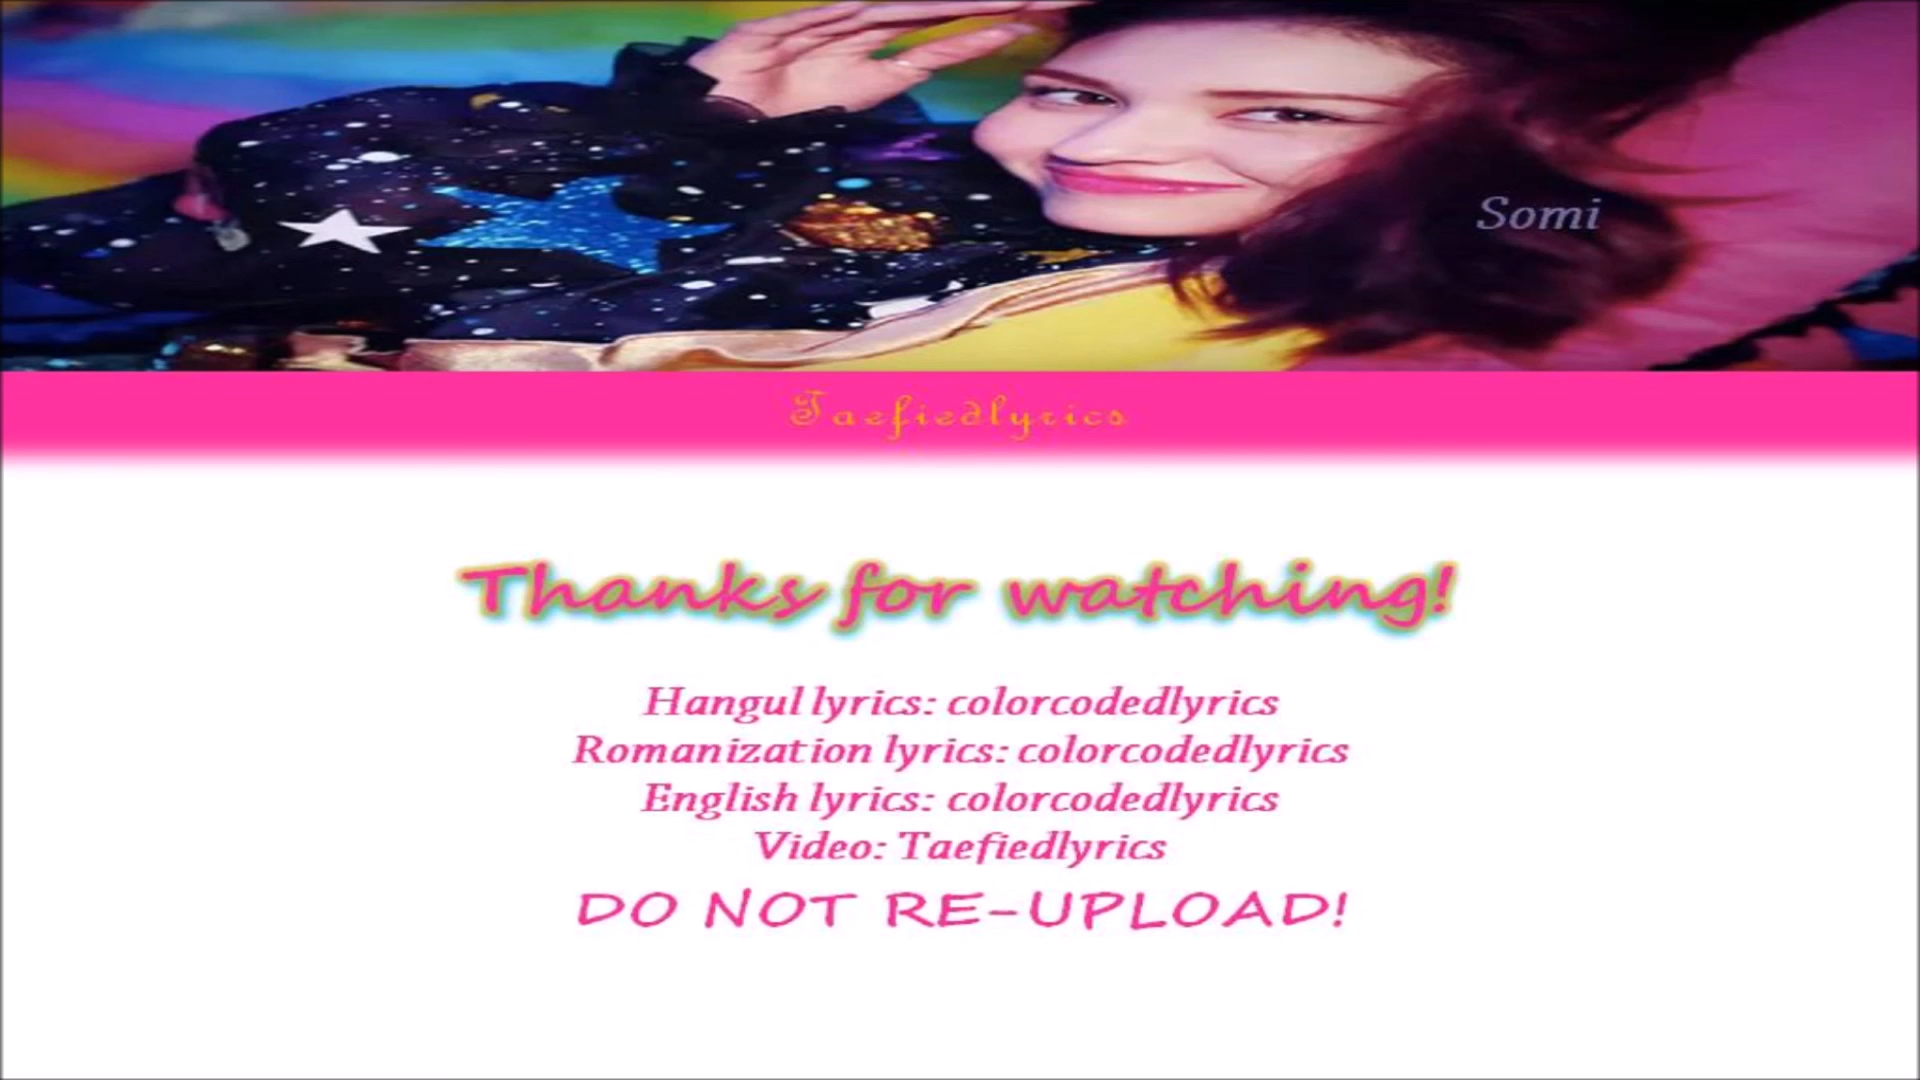 Somi
Taefiedlyrics
Thanks for watching!
Hangul lyrics: colorcodedlyrics
Romanization lyrics: colorcodedlyrics
English lyrics: colorcodedlyrics
Video: Taefiedlyrics
DO NOT RE-UPLOAD!